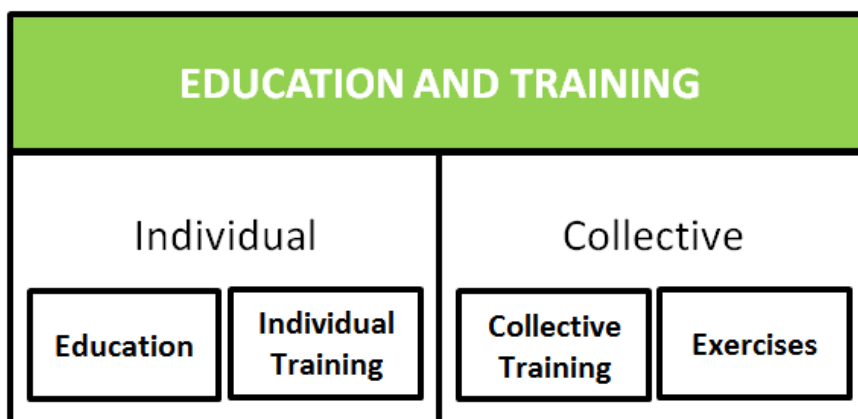 EDUCATION AND TRAINING
Individual
Collective
Education
Individual
Training
Collective
Training
Exercises